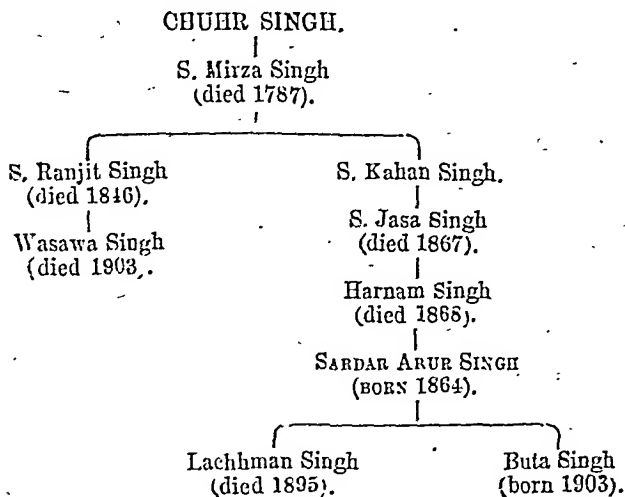 CHUHR SINGH.
S. Mirza Singh
(died 1787).
S. Ranjit Singh
(died 1846).
S. Kahan Singh.
Wasawa Singh
(died 1903,.
S. Jasa Singh
(died 1867).
Harnam Singh
(died 1868).
SARDAR ARUR SINGH
(BORN 1864).
Lachhman Singh
(died 1895).
Buta Singh
(born 1903).